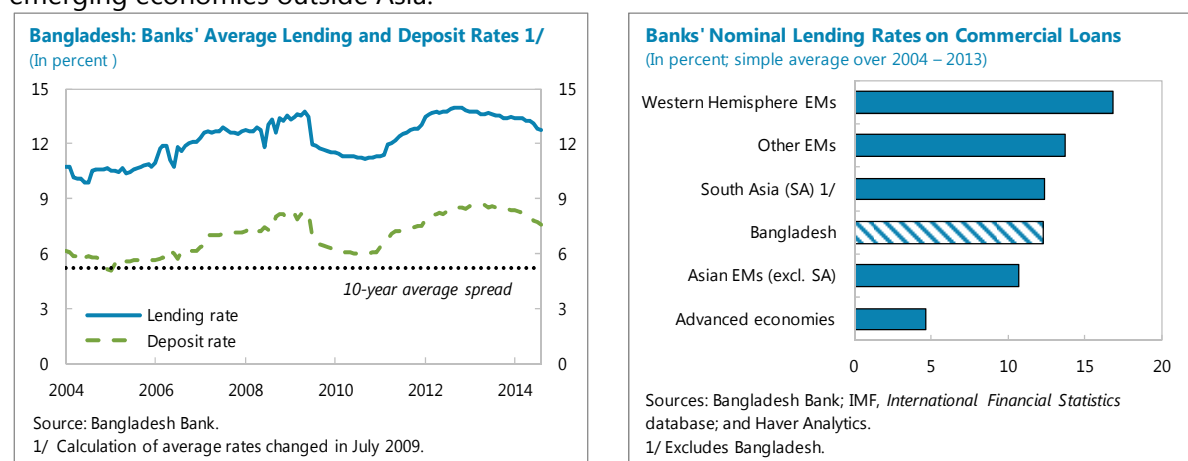 emerging economies outside Asia.
Bangladesh: Banks' Average Lending and Deposit Rates 1/
(In percent )
15
15
12
12
9
9
6
6
10-year average spread
3
3
Lending rate
Deposit rate
0
0
2004
2006
2008
2010
2012
2014
Source: Bangladesh Bank.
1/ Calculation of average rates changed in July 2009.
Banks' Nominal Lending Rates on Commercial Loans
(In percent; simple average over 2004 – 2013)
Western Hemisphere EMs
Other EMs
South Asia (SA) 1/
Bangladesh
Asian EMs (excl. SA)
Advanced economies
0
5
10
15
20
Sources: Bangladesh Bank; IMF, International Financial Statistics
database; and Haver Analytics.
1/ Excludes Bangladesh.